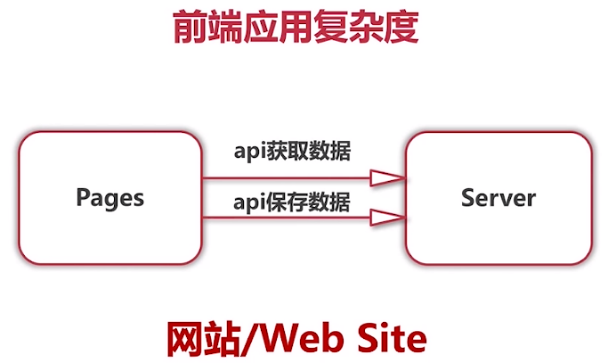 前端应用复杂度
api获取数据
Pages
Server
api保存数据
网站/Web Site